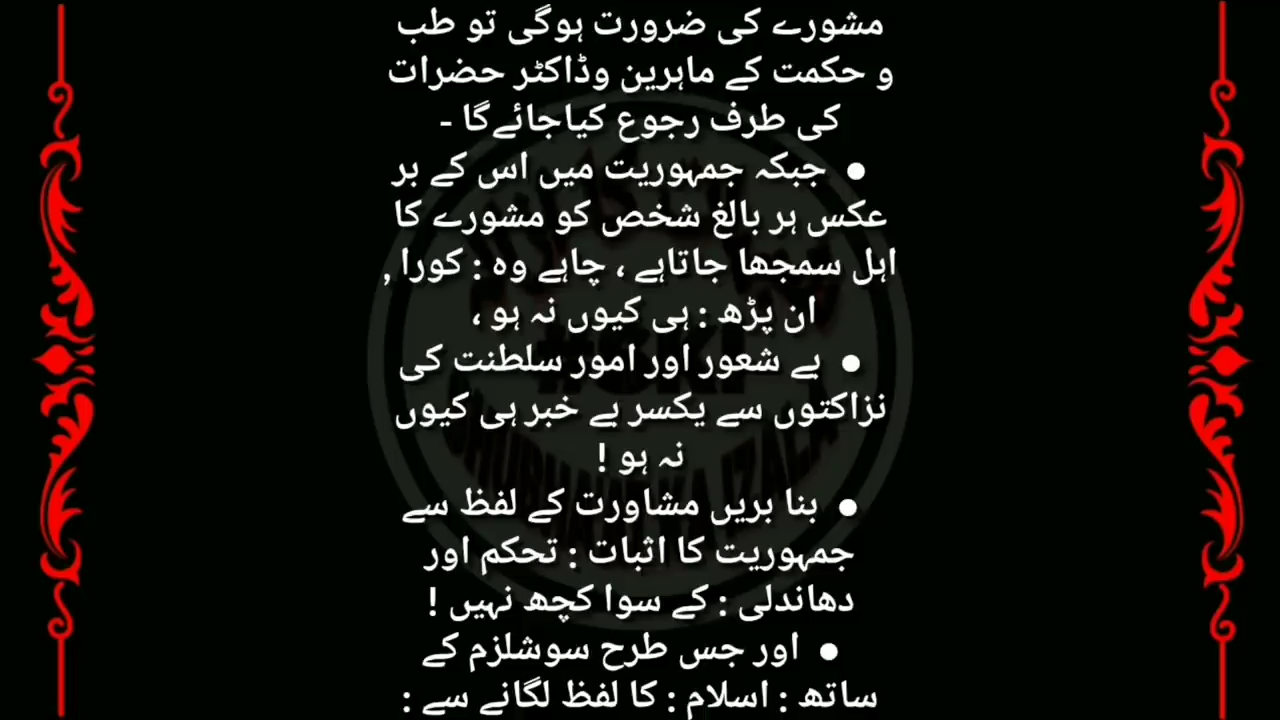 مشورے کی ضرورت ہوگی تو طب
و حکمت کے ماہرین وڈاکٹر حضرات
کی طرف رجوع کیاجائےگا -
● جبکہ جمہوریت میں اس کے بر
عکس ہر بالغ شخص کو مشورے کا
اہل سمجھا جاتاہے ، چاہے وہ : کورا ,
ان پڑھ : ہی کیوں نہ ہو ،
● بے شعور اور امور سلطنت کی
نزاکتوں سے یکسر بے خبر ہی کیوں
نہ ہو !
● بنا بریں مشاورت کے لفظ سے
جمہوریت کا اثبات : تحکم اور
دھاندلی : کے سوا کچھ نہیں !
● اور جس طرح سوشلزم کے
ساتھ : اسلام : کا لفظ لگانے سے :